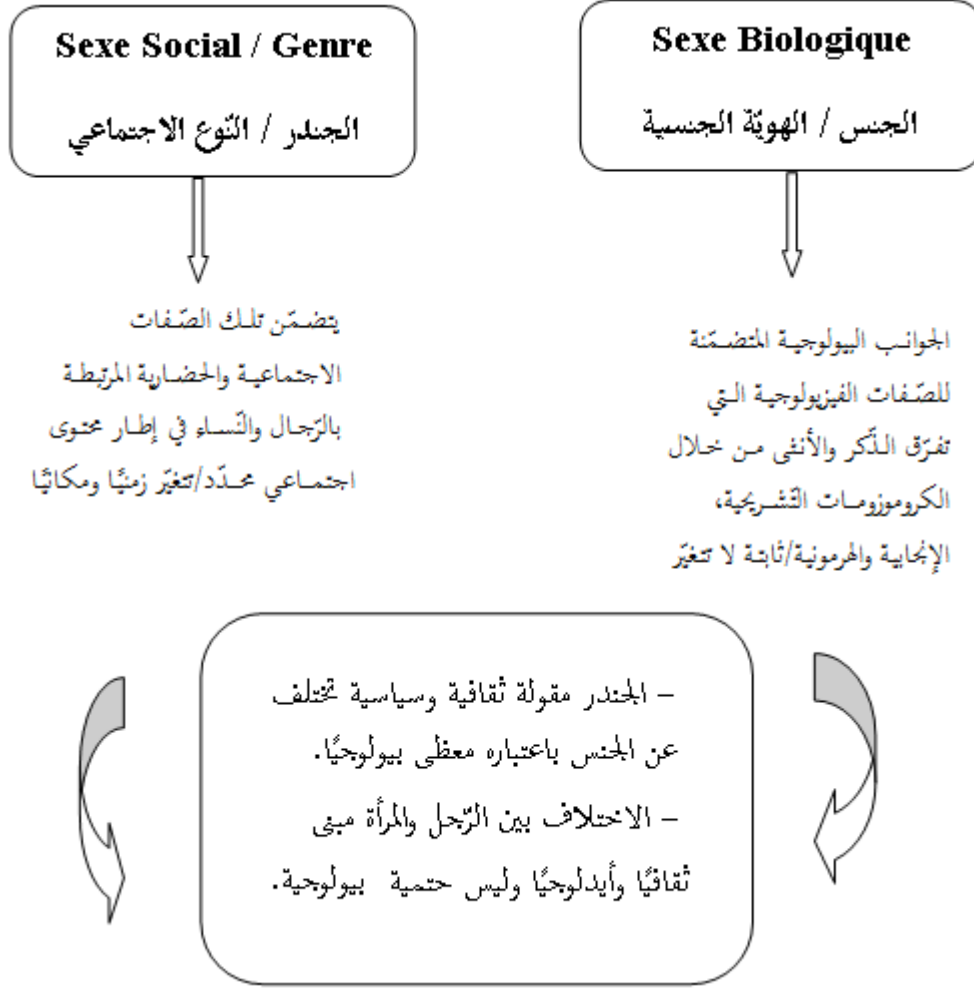 Sexe Social / Genre
الجندر / النّوع الاجتماعي
Sexe Biologique
الجنس / الهويّة الجنسية
يتضمّن تلك الصّفات
الاجتماعية والحضارية المرتبطة
بالرّجال والنّساء في إطار محتوى
اجتماعي محدّد/تتغيّر زمنيًّا ومكانيًّا
الجوانب البيولوجية المتضمّنة
للصّفات الفيزيولوجية التي
تفرّق الذّكر والأنثى من خلال
الكروموزومات التّشريحية،
الإنجابية والهرمونية/ثابتة لا تتغيّر
– الجندر مقولة ثقافية وسياسية تختلف
عن الجنس باعتباره معطى بيولوجيًا.
– الاختلاف بين الرّجل والمرأة مبنى
ثقافيًا وأيدلوجيًا وليس حتمية بيولوجية.